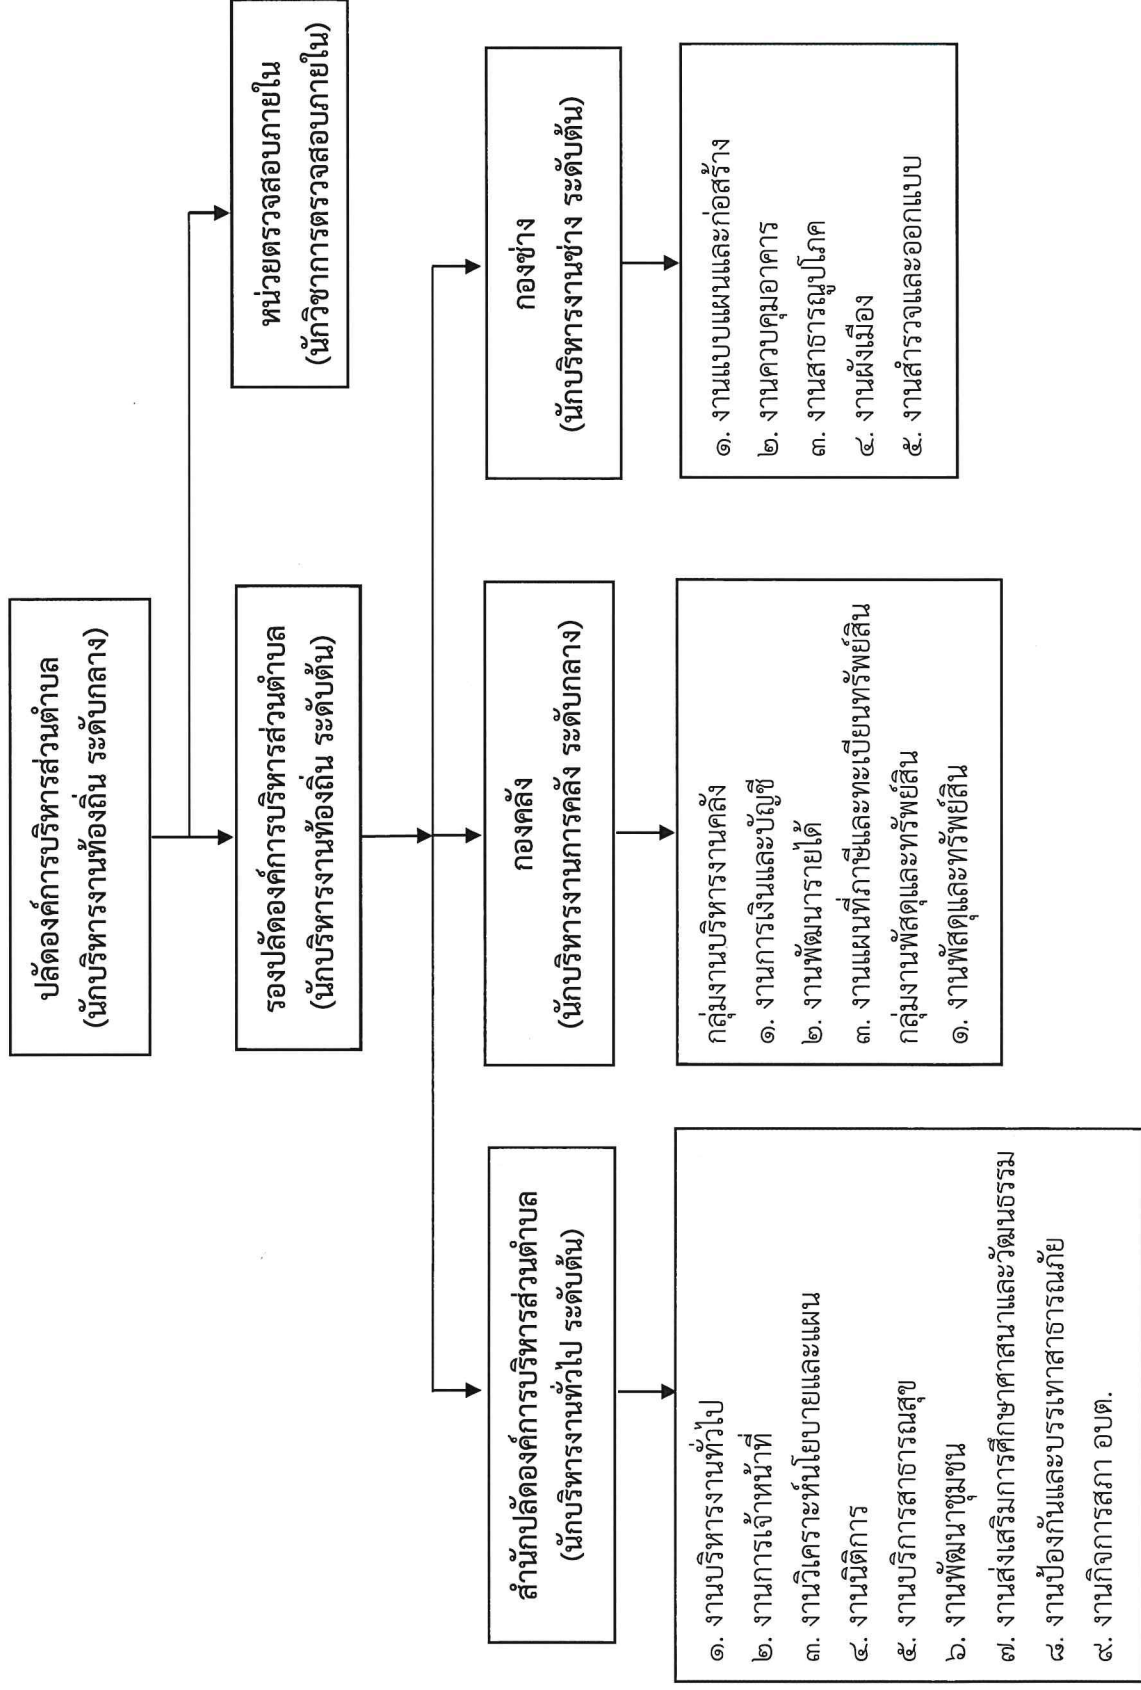 ปลัดองค์การบริหารส่วนตำบล
(นักบริหารงานท้องถิ่น ระดับกลาง)
หน่วยตรวจสอบภายใน
(นักวิชาการตรวจสอบภายใน)
รองปลัดองค์การบริหารส่วนตำบล
(นักบริหารงานท้องถิ่น ระดับต้น)
สำนักปลัดองค์การบริหารส่วนตำบล
(นักบริหารงานทั่วไป ระดับต้น)
๑. งานบริหารงานทั่วไป
๒. งานการเจ้าหน้าที่
๓. งานวิเคราะห์นโยบายและแผน
๔. งานนิติการ
๕. งานบริการสาธารณสุข
๖. งานพัฒนาชุมชน
๗. งานส่งเสริมการศึกษาศาสนาและวัฒนธรรม
๘. งานป้องกันและบรรเทาสาธารณภัย
๙. งานกิจการสภา อบต.
กองคลัง
(นักบริหารงานการคลัง ระดับกลาง)
กลุ่มงานบริหารงานคลัง
๑. งานการเงินและบัญชี
๒. งานพัฒนารายได้
๓. งานแผนที่ภาษีและทะเบียนทรัพย์สิน
กลุ่มงานพัสดุและทรัพย์สิน
๑. งานพัสดุและทรัพย์สิน
กองช่าง
(นักบริหารงานช่าง ระดับต้น)
๑. งานแบบแผนและก่อสร้าง
๒. งานควบคุมอาคาร
๓. งานสาธารณูปโภค
๔. งานผังเมือง
๕. งานสำรวจและออกแบบ